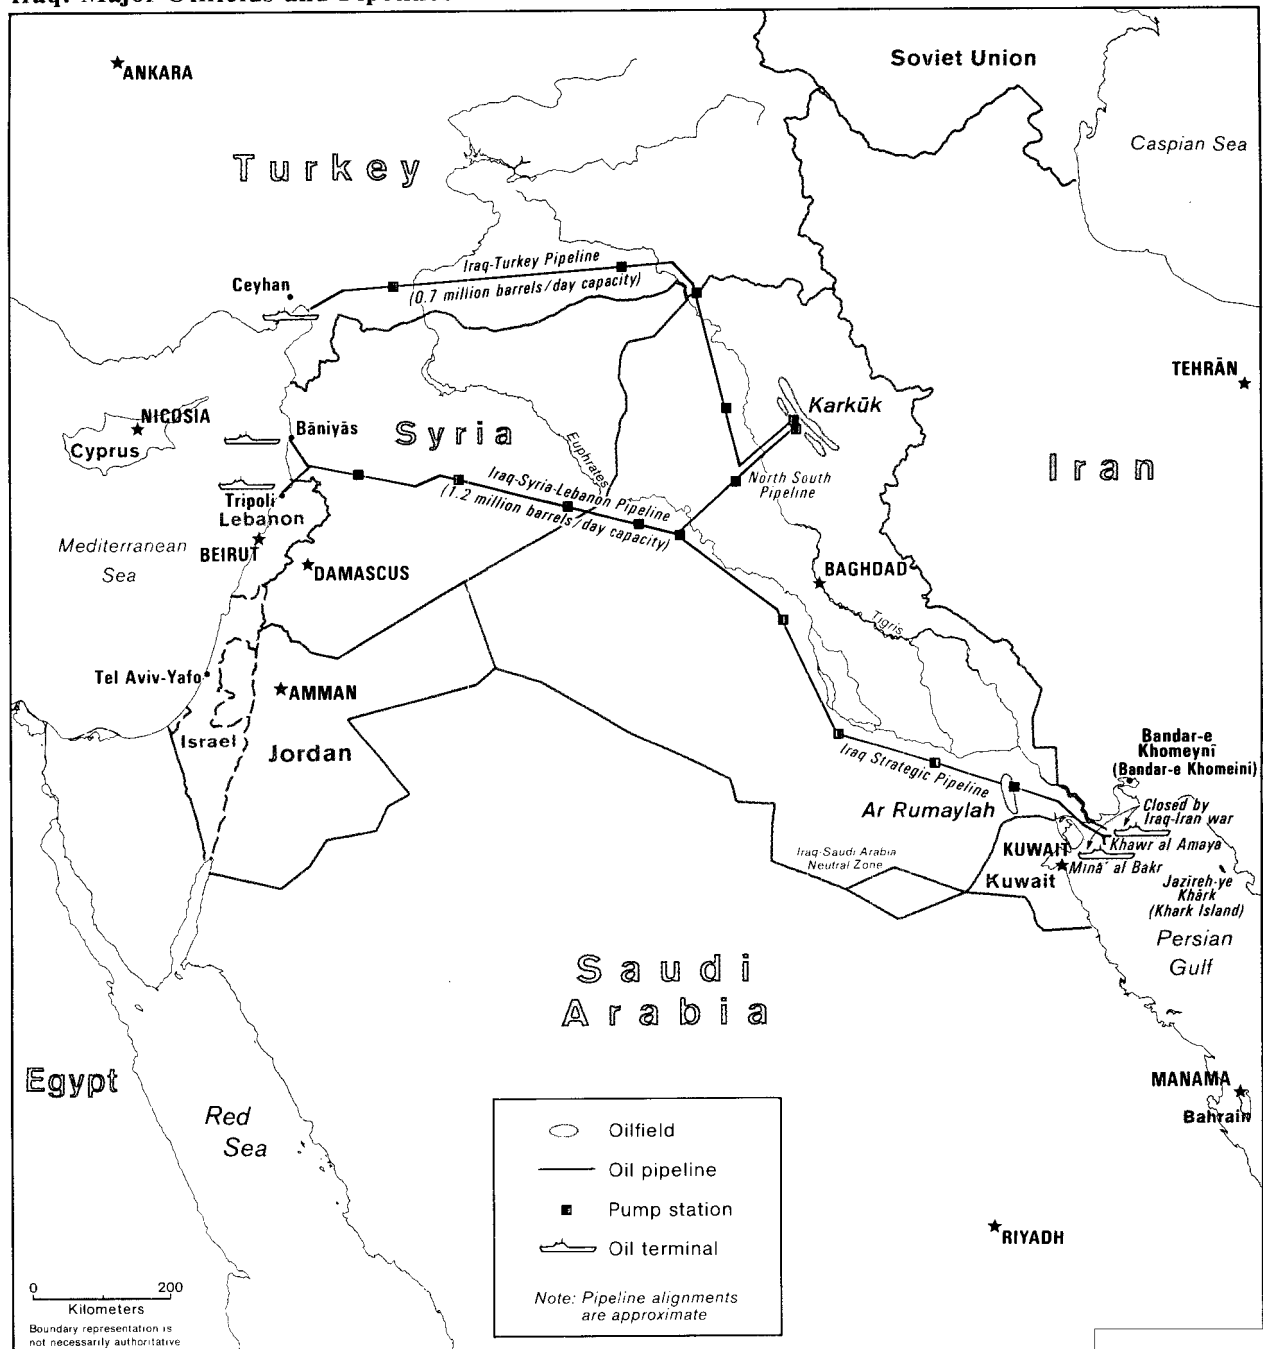 Iraq: Major Oilfields and Pipelines
Soviet Union
ANKARA
Caspian Sea
Turkey
Iraq-Turkey Pipeline
(0.7 million barrels/day capacity)
Ceyhan
TEHRĀN
NICOSIA
Cyprus
Karkūk
Bāniyās
Syria
Euphrates
Iran
Iraq-Syria-Lebanon Pipeline
(1.2 million barrels/day capacity)
North South
Pipeline
Tripoli
Lebanon
Mediterranean
Sea
BEIRUT
DAMASCUS
BAGHDAD
Tigris
Tel Aviv-Yafo
AMMAN
Israel
Jordan
Bandar-e
Khomeynī
(Bandar-e Khomeini)
Iraq Strategic Pipeline
Ar Rumaylah
Closed by
Iraq-Iran war
Khawr al Amaya
KUWAIT
Mīnā' al Bakr
Iraq-Saudi Arabia
Neutral Zone
Kuwait
Jazīreh-ye
Khārk
(Khark Island)
Persian
Gulf
Saudi
Arabia
Egypt
Red
Sea
MANAMA
Bahrain
Oilfield
Oil pipeline
Pump station
Oil terminal
Note: Pipeline alignments
are approximate
RIYADH
0 200
Kilometers
Boundary representation is
not necessarily authoritative